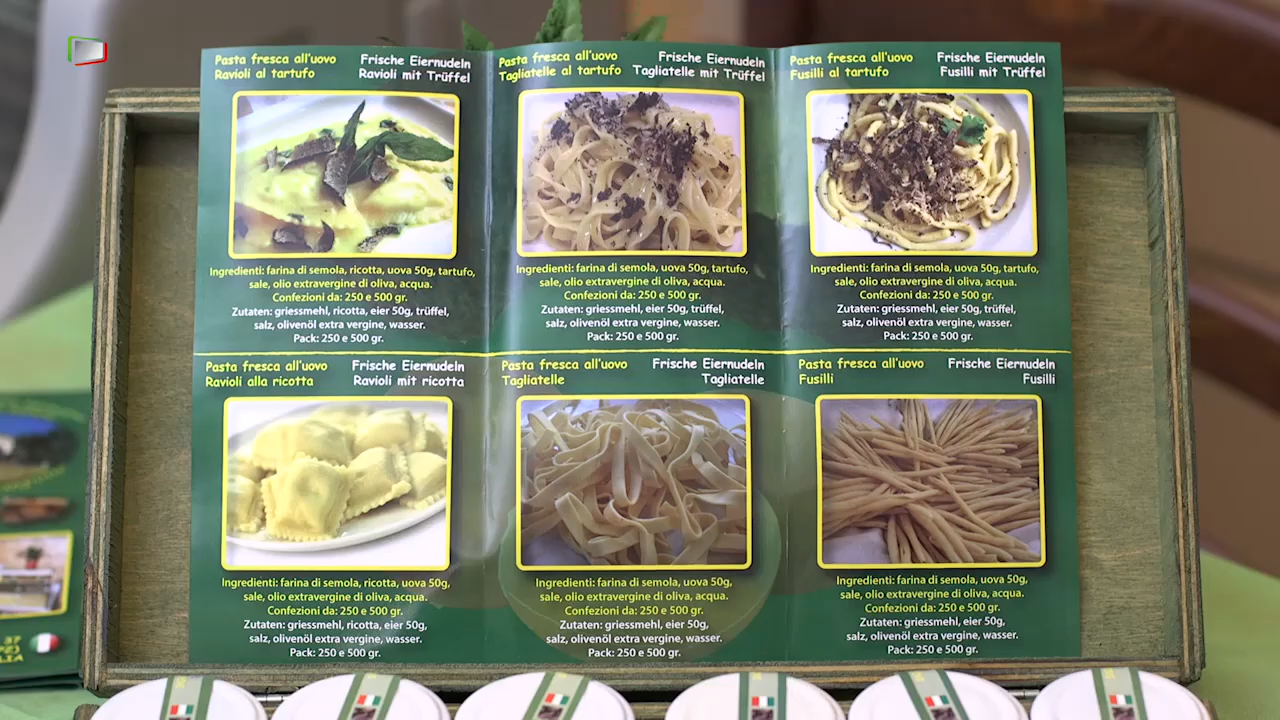 Pasta fresca all'uovo
Ravioli al tartufo
Frische Eiernudeln
Ravioli mit Trüffel
Ingredienti: farina di semola, ricotta, uova 50g, tartufo,
sale, olio extravergine di oliva, acqua.
Confezioni da: 250 e 500 gr.
Zutaten: griessmehl, ricotta, eier 50g, trüffel,
salz, olivenöl extra vergine, wasser.
Pack: 250 e 500 gr.
Pasta fresca all'uovo
Tagliatelle al tartufo
Frische Eiernudeln
Tagliatelle mit Trüffel
Ingredienti: farina di semola, uova 50g, tartufo,
sale, olio extravergine di oliva, acqua.
Confezioni da: 250 e 500 gr.
Zutaten: griessmehl, eier 50g, trüffel,
salz, olivenöl extra vergine, wasser.
Pack: 250 e 500 gr.
Pasta fresca all'uovo
Fusilli al tartufo
Frische Eiernudeln
Fusilli mit Trüffel
Ingredienti: farina di semola, uova 50g, tartufo,
sale, olio extravergine di oliva, acqua.
Confezioni da: 250 e 500 gr.
Zutaten: griessmehl, eier 50g, trüffel,
salz, olivenöl extra vergine, wasser.
Pack: 250 e 500 gr.
Pasta fresca all'uovo
Ravioli alla ricotta
Frische Eiernudeln
Ravioli mit ricotta
Ingredienti: farina di semola, ricotta, uova 50g,
sale, olio extravergine di oliva, acqua.
Confezioni da: 250 e 500 gr.
Zutaten: griessmehl, ricotta, eier 50g,
salz, olivenöl extra vergine, wasser.
Pack: 250 e 500 gr.
Pasta fresca all'uovo
Tagliatelle
Frische Eiernudeln
Tagliatelle
Ingredienti: farina di semola, uova 50g,
sale, olio extravergine di oliva, acqua.
Confezioni da: 250 e 500 gr.
Zutaten: griessmehl, eier 50g,
salz, olivenöl extra vergine, wasser.
Pack: 250 e 500 gr.
Pasta fresca all'uovo
Fusilli
Frische Eiernudeln
Fusilli
Ingredienti: farina di semola, uova 50g,
sale, olio extravergine di oliva, acqua.
Confezioni da: 250 e 500 gr.
Zutaten: griessmehl, eier 50g,
salz, olivenöl extra vergine, wasser.
Pack: 250 e 500 gr.